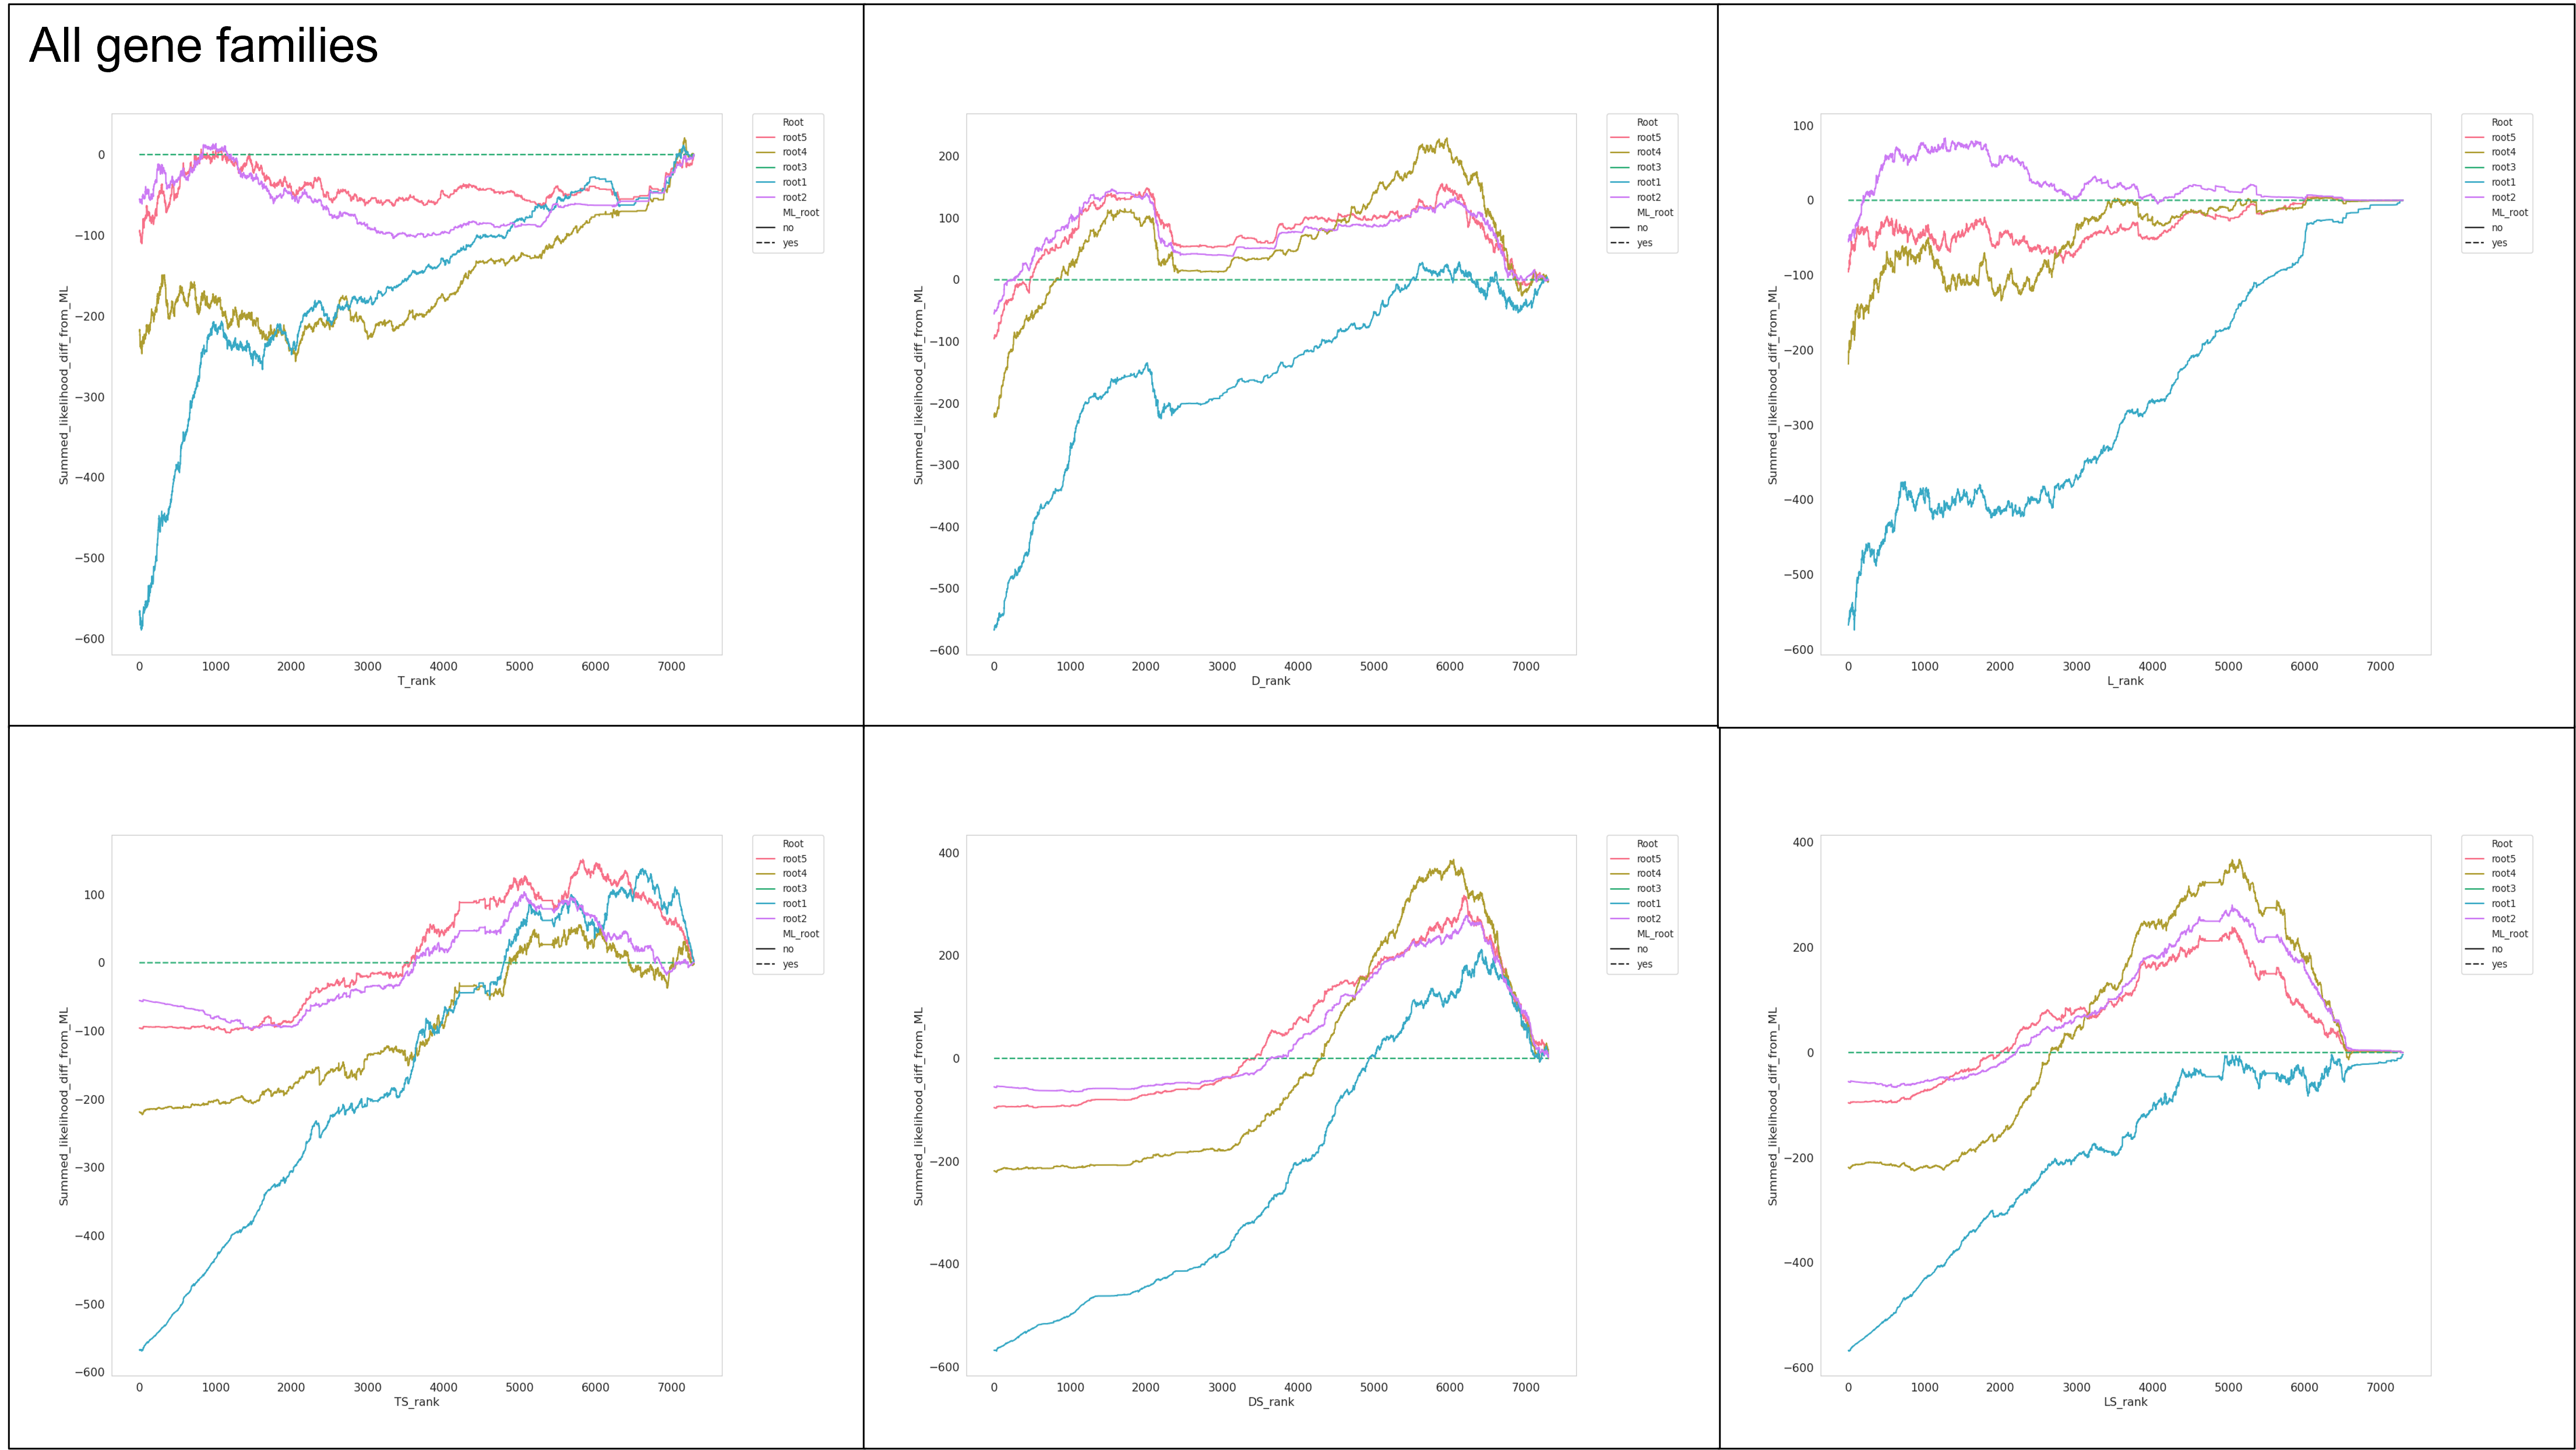 All gene families
0
−100
−200
−300
−400
−500
−600
Summed_likelihood_diff_from_ML
0 1000 2000 3000 4000 5000 6000 7000
T_rank
Root
root5
root4
root3
root1
root2
ML_root
no
yes
200
100
0
−100
−200
−300
−400
−500
−600
Summed_likelihood_diff_from_ML
0 1000 2000 3000 4000 5000 6000 7000
D_rank
Root
root5
root4
root3
root1
root2
ML_root
no
yes
100
0
−100
−200
−300
−400
−500
−600
Summed_likelihood_diff_from_ML
0 1000 2000 3000 4000 5000 6000 7000
L_rank
Root
root5
root4
root3
root1
root2
ML_root
no
yes
100
0
−100
−200
−300
−400
−500
−600
Summed_likelihood_diff_from_ML
0 1000 2000 3000 4000 5000 6000 7000
TS_rank
Root
root5
root4
root3
root1
root2
ML_root
no
yes
400
200
0
−200
−400
−600
Summed_likelihood_diff_from_ML
0 1000 2000 3000 4000 5000 6000 7000
DS_rank
Root
root5
root4
root3
root1
root2
ML_root
no
yes
400
200
0
−200
−400
−600
Summed_likelihood_diff_from_ML
0 1000 2000 3000 4000 5000 6000 7000
LS_rank
Root
root5
root4
root3
root1
root2
ML_root
no
yes